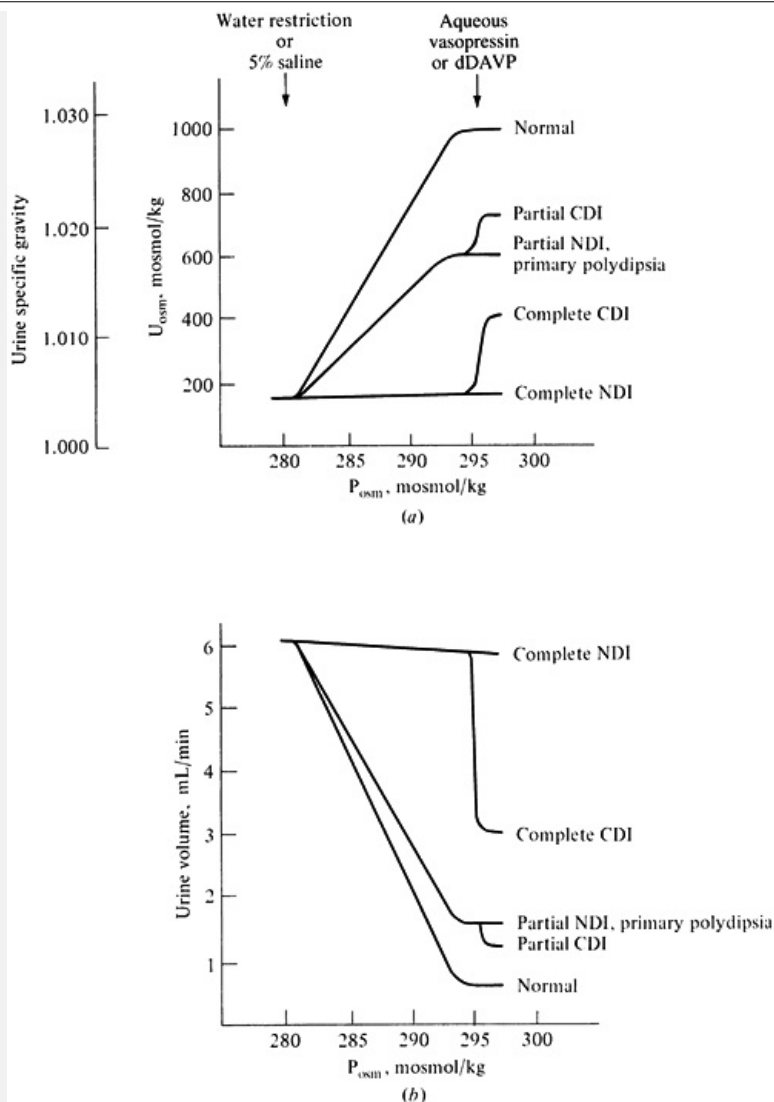 Water restriction
or
5% saline
Aqueous
vasopressin
or dDAVP
Urine specific gravity
1.030
1.020
1.010
1.000
Uosm, mosmol/kg
1000
800
600
400
200
Normal
Partial CDI
Partial NDI,
primary polydipsia
Complete CDI
Complete NDI
280 285 290 295 300
Posm, mosmol/kg
(a)
Urine volume, mL/min
6
5
4
3
2
1
Complete NDI
Complete CDI
Partial NDI, primary polydipsia
Partial CDI
Normal
280 285 290 295 300
Posm, mosmol/kg
(b)